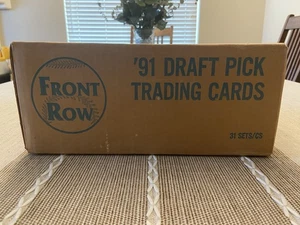 FRONT
ROW
'91 DRAFT PICK
TRADING CARDS
31 SETS/CS